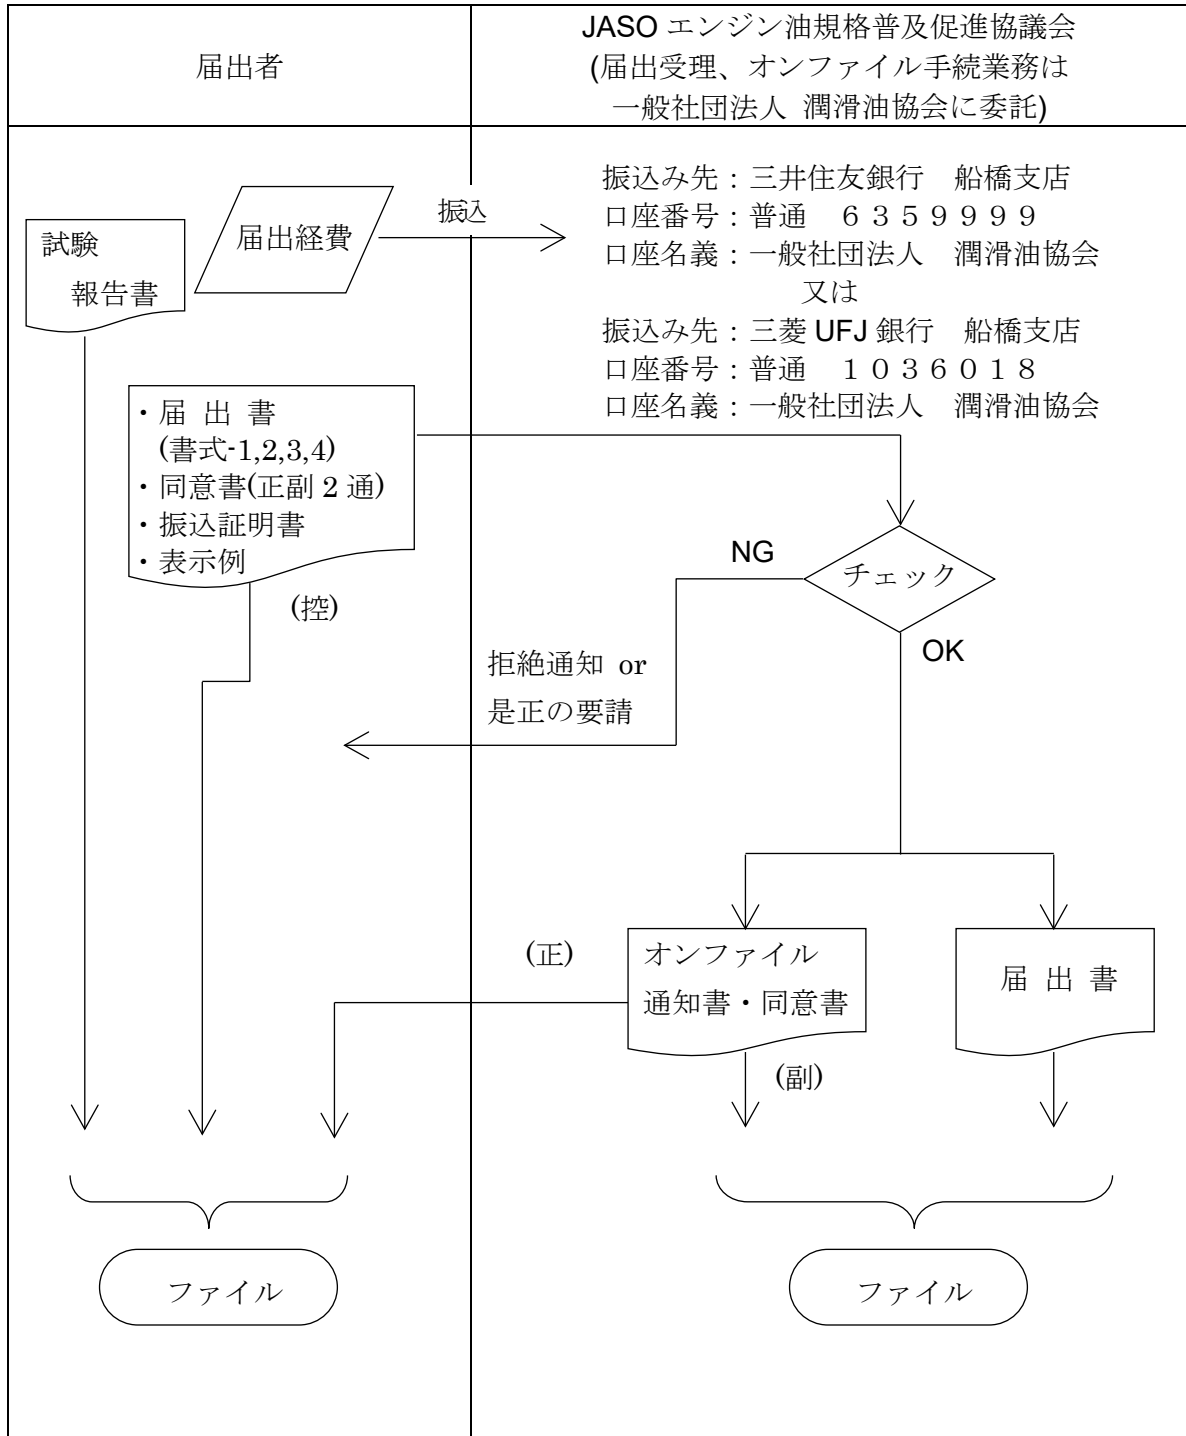 届出者
JASO エンジン油規格普及促進協議会
(届出受理、オンファイル手続業務は
一般社団法人 潤滑油協会に委託)
試験
報告書
届出経費
振込
振込み先：三井住友銀行　船橋支店
口座番号：普通　６３５９９９９
口座名義：一般社団法人　潤滑油協会
又は
振込み先：三菱 UFJ 銀行　船橋支店
口座番号：普通　１０３６０１８
口座名義：一般社団法人　潤滑油協会
・届 出 書
(書式-1,2,3,4)
・同意書(正副 2 通)
・振込証明書
・表示例
(控)
チェック
NG
OK
拒絶通知 or
是正の要請
(正)
オンファイル
通知書・同意書
届 出 書
(副)
ファイル
ファイル